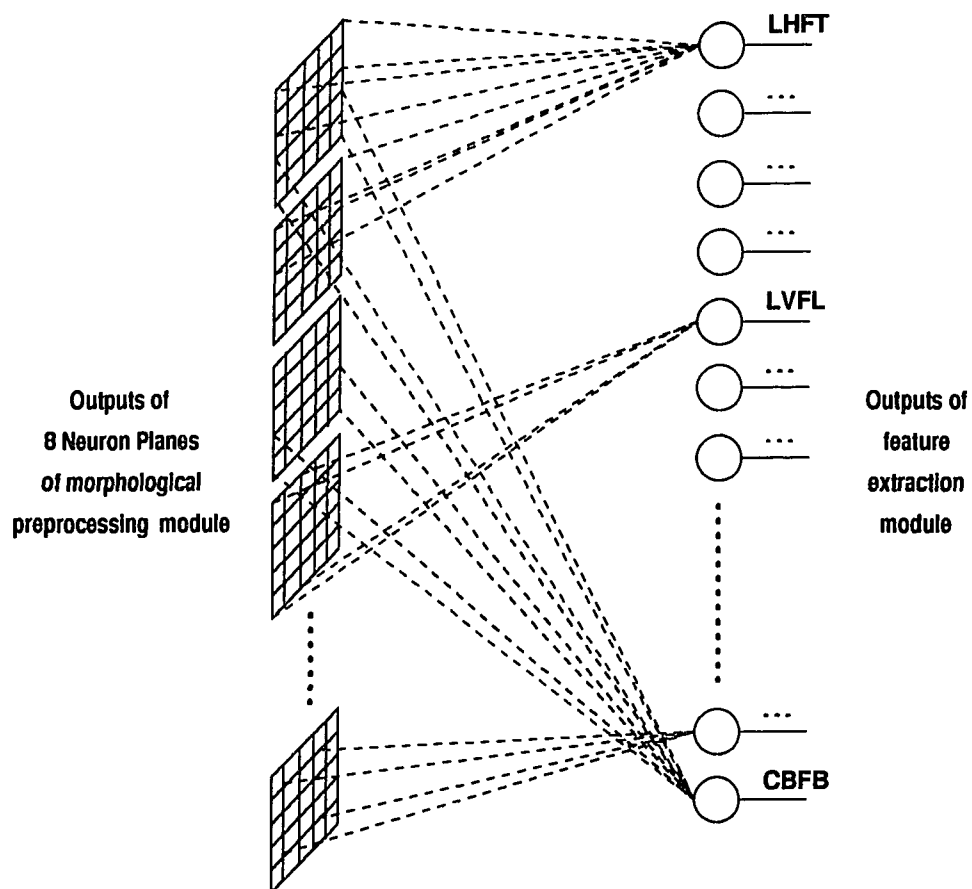 LHFT
...
...
...
LVFL
...
...
Outputs of
8 Neuron Planes
of morphological
preprocessing module
Outputs of
feature
extraction
module
...
CBFB